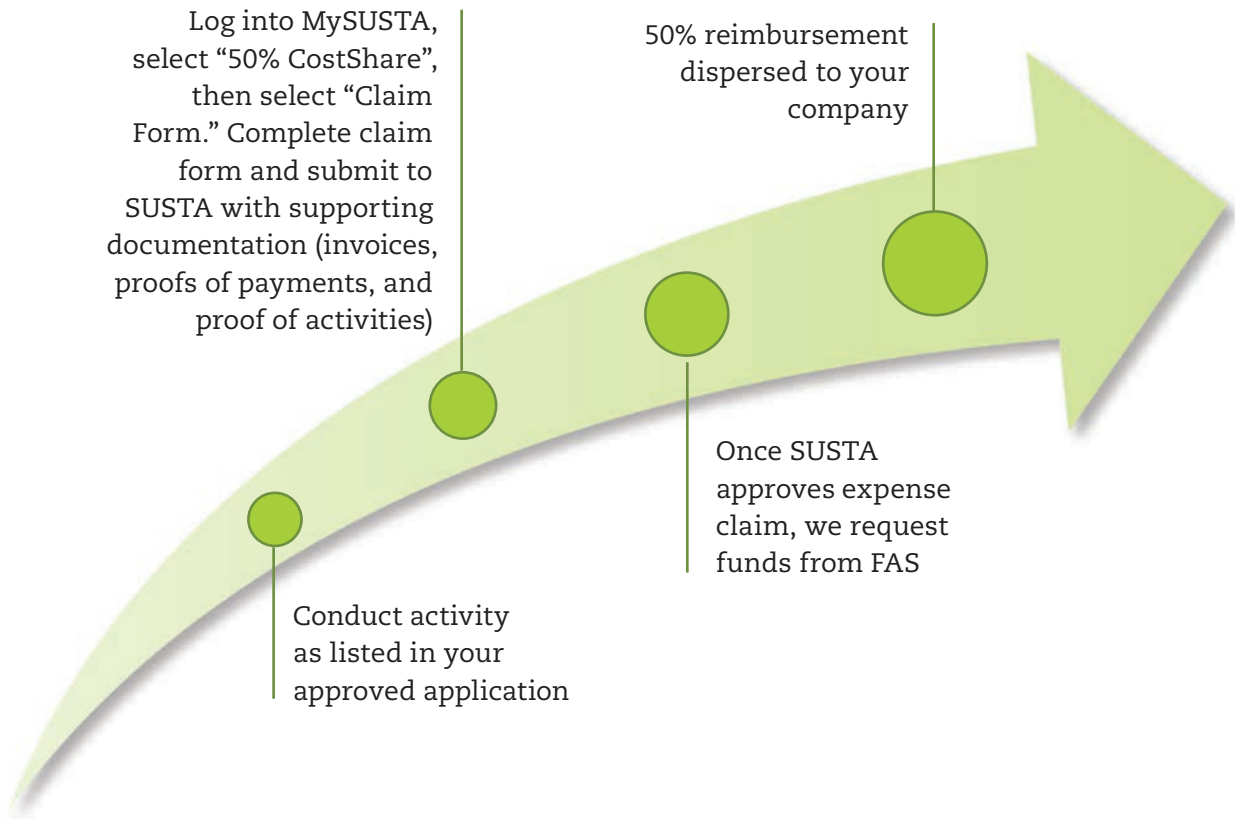 Log into MySUSTA,
select “50% CostShare”,
then select “Claim
Form.” Complete claim
form and submit to
SUSTA with supporting
documentation (invoices,
proofs of payments, and
proof of activities)
50% reimbursement
dispersed to your
company
Once SUSTA
approves expense
claim, we request
funds from FAS
Conduct activity
as listed in your
approved application